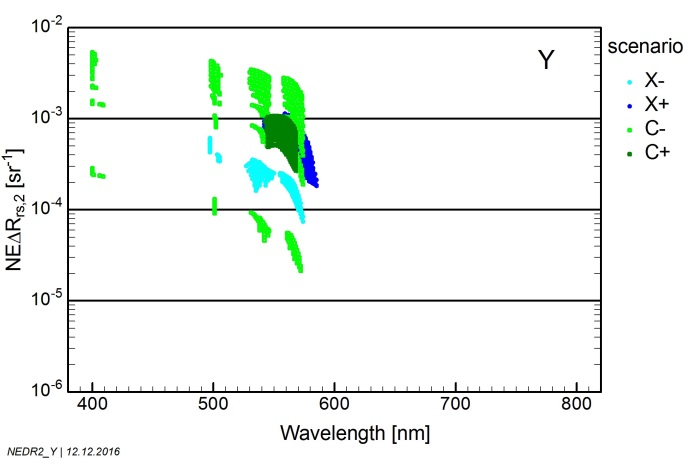 10-2
Y
scenario
X-
X+
C-
C+
10-3
10-4
10-5
10-6
NEΔRrs,2 [sr-1]
400 500 600 700 800
Wavelength [nm]
NEDR2_Y | 12.12.2016